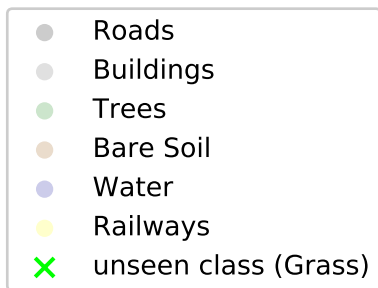 Roads
Buildings
Trees
Bare Soil
Water
Railways
unseen class (Grass)